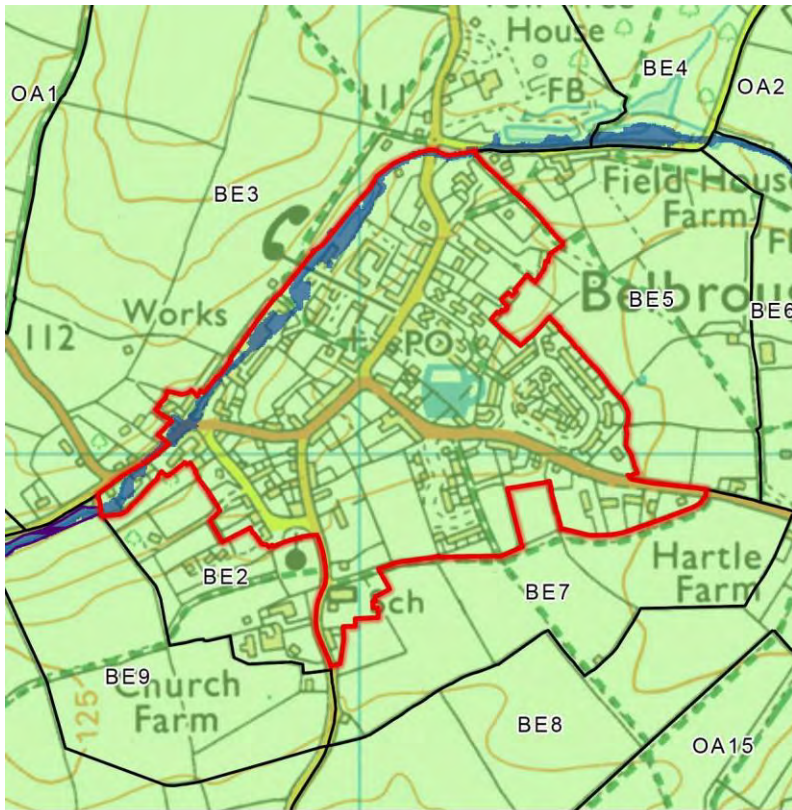 House
BE4
OA1
111
FB
OA2
BE3
Field House
Farm
Works
BE5
BE6
112
PO
Hartle
Farm
BE2
Sch
BE7
BE9
Church
Farm
125
BE8
OA15